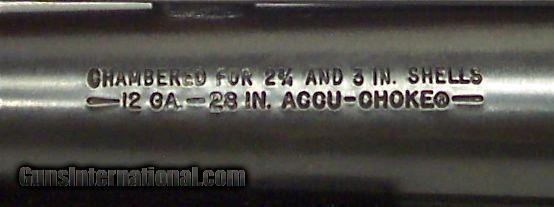 CHAMBERED FOR 2¾ AND 3 IN. SHELLS
12 GA. – 28 IN. ACCU-CHOKE®
GunsInternational.com